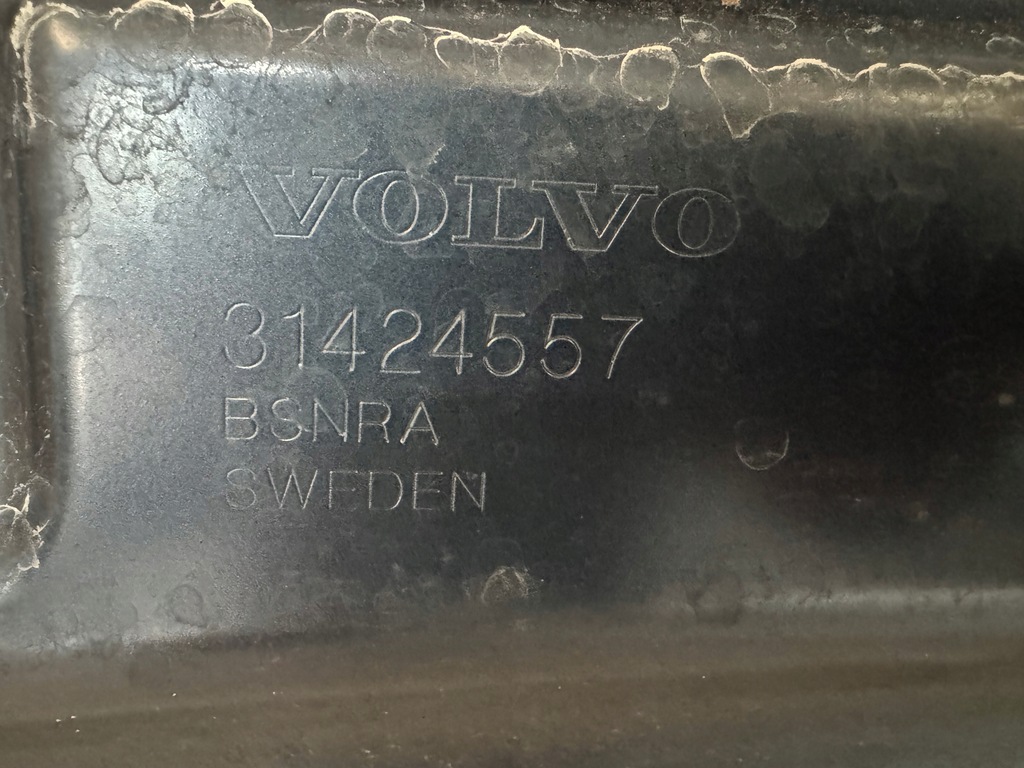 VOLVO
31424557
BSNRA
SWEDEN